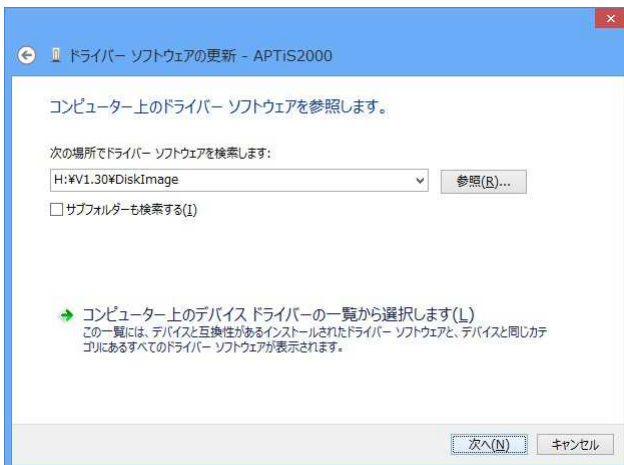 ドライバー ソフトウェアの更新 - APTiS2000
コンピューター上のドライバー ソフトウェアを参照します。
次の場所でドライバー ソフトウェアを検索します:
H:¥V1.30¥DiskImage
参照(R)...
サブフォルダーも検索する(I)
コンピューター上のデバイス ドライバーの一覧から選択します(L)
この一覧には、デバイスと互換性があるインストールされたドライバー ソフトウェアと、デバイスと同じカテ
ゴリにあるすべてのドライバー ソフトウェアが表示されます。
次へ(N)
キャンセル